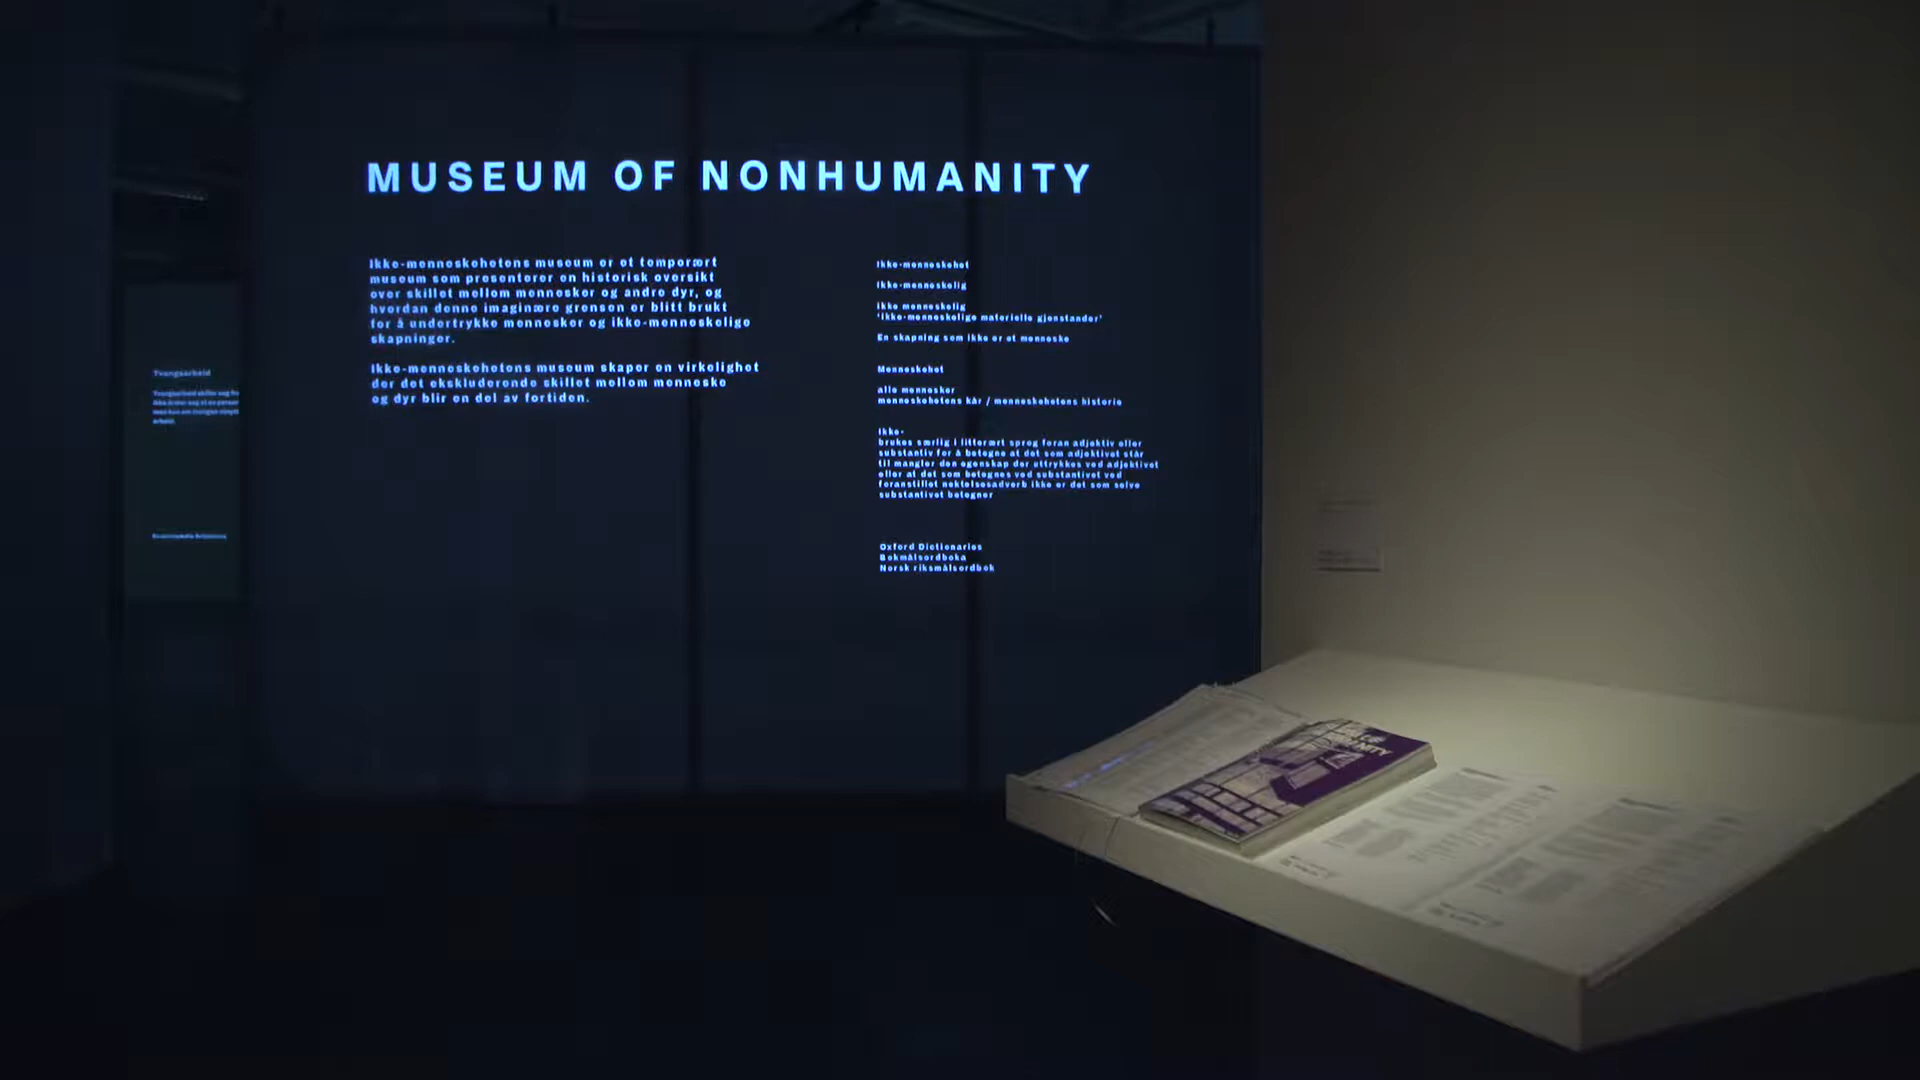 MUSEUM OF NONHUMANITY
Ikke-menneskehetens museum er et temporært
museum som presenterer en historisk oversikt
over skillet mellom mennesker og andre dyr, og
hvordan denne imaginære grensen er blitt brukt
for å undertrykke mennesker og ikke-menneskelige
skapninger.
Ikke-menneskehetens museum skaper en virkelighet
der det ekskluderende skillet mellom menneske
og dyr blir en del av fortiden.
Ikke-menneskehet
Ikke-menneskelig
ikke menneskelig
'ikke-menneskelige materielle gjenstander'
En skapning som ikke er et menneske
Menneskehet
alle mennesker
menneskehetens kår / menneskehetens historie
Ikke-
brukes særlig i litterært sprog foran adjektiv eller
substantiv for å betegne at det som adjektivet står
til mangler den egenskap der uttrykkes ved adjektivet
eller at det som betegnes ved substantivet ved
foranstillet nektelsesadverb ikke er det som selve
substantivet betegner
Oxford Dictionaries
Bokmålsordboka
Norsk riksmålsordbok
Tvangsarbeid